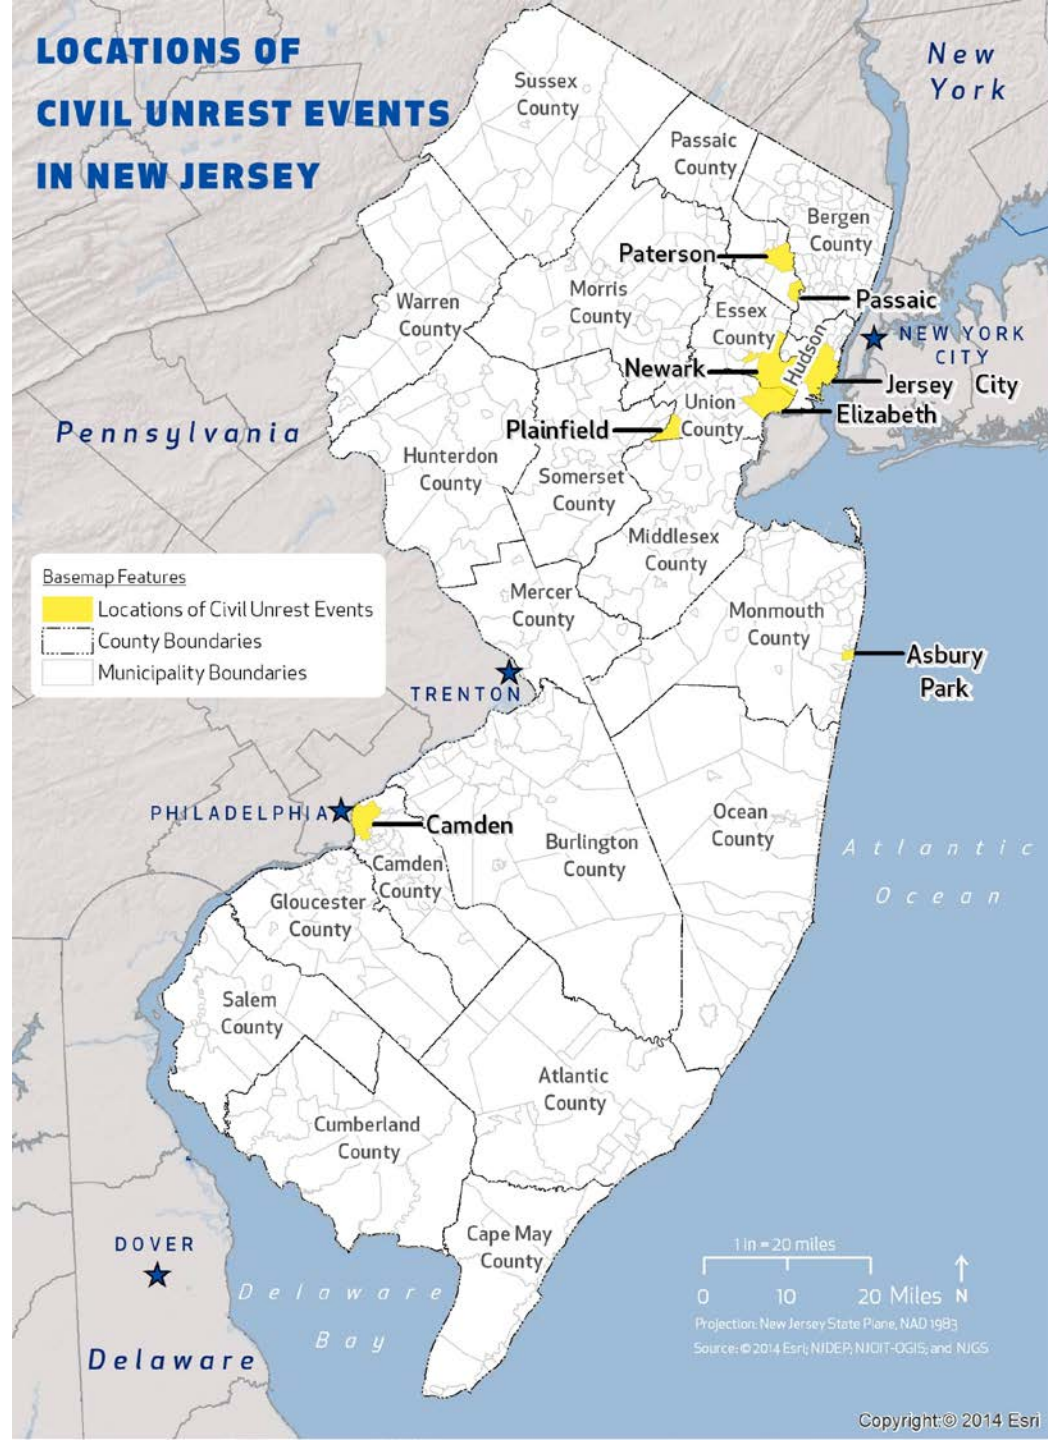 LOCATIONS OF
CIVIL UNREST EVENTS
IN NEW JERSEY
New
York
Sussex
County
Passaic
County
Bergen
County
Paterson
Morris
County
Passaic
Warren
County
Essex
County
Hudson
NEW YORK
CITY
Newark
Jersey City
Elizabeth
Union
County
Plainfield
Pennsylvania
Hunterdon
County
Somerset
County
Middlesex
County
Basemap Features
Locations of Civil Unrest Events
County Boundaries
Municipality Boundaries
Mercer
County
Monmouth
County
Asbury
Park
TRENTON
PHILADELPHIA
Camden
Ocean
County
Burlington
County
Atlantic
Ocean
Camden
County
Gloucester
County
Salem
County
Atlantic
County
Cumberland
County
Cape May
County
DOVER
Delaware
Bay
Delaware
1 in = 20 miles
0 10 20 Miles N
Projection: New Jersey State Plane, NAD 1983
Source: © 2014 Esri; NJDEP; NJOIT-OGIS; and NJGS
Copyright:© 2014 Esri